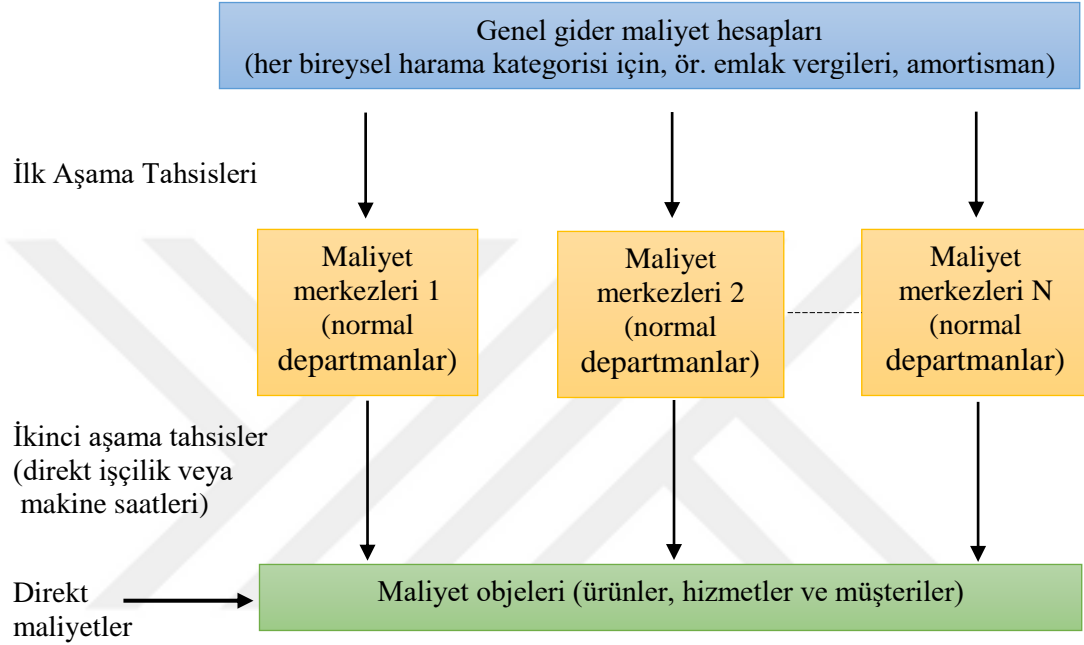 Genel gider maliyet hesapları
(her bireysel harama kategorisi için, ör. emlak vergileri, amortisman)
İlk Aşama Tahsisleri
Maliyet
merkezleri 1
(normal
departmanlar)
Maliyet
merkezleri 2
(normal
departmanlar)
Maliyet
merkezleri N
(normal
departmanlar)
İkinci aşama tahsisler
(direkt işçilik veya
makine saatleri)
Direkt
maliyetler
Maliyet objeleri (ürünler, hizmetler ve müşteriler)